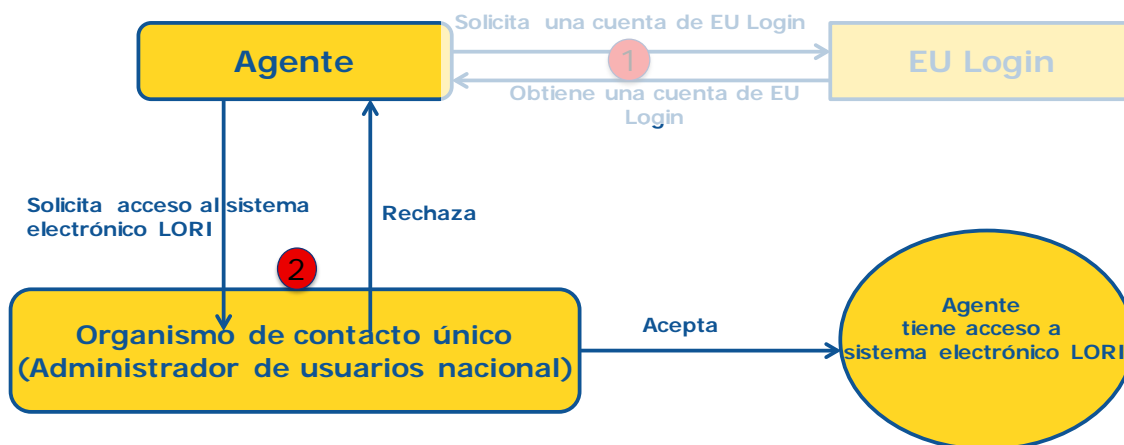 Solicita una cuenta de EU Login
Agente
1
EU Login
Obtiene una cuenta de EU
Login
Solicita acceso al sistema
electrónico LORI
Rechaza
2
Organismo de contacto único
(Administrador de usuarios nacional)
Acepta
Agente
tiene acceso a
sistema electrónico LORI